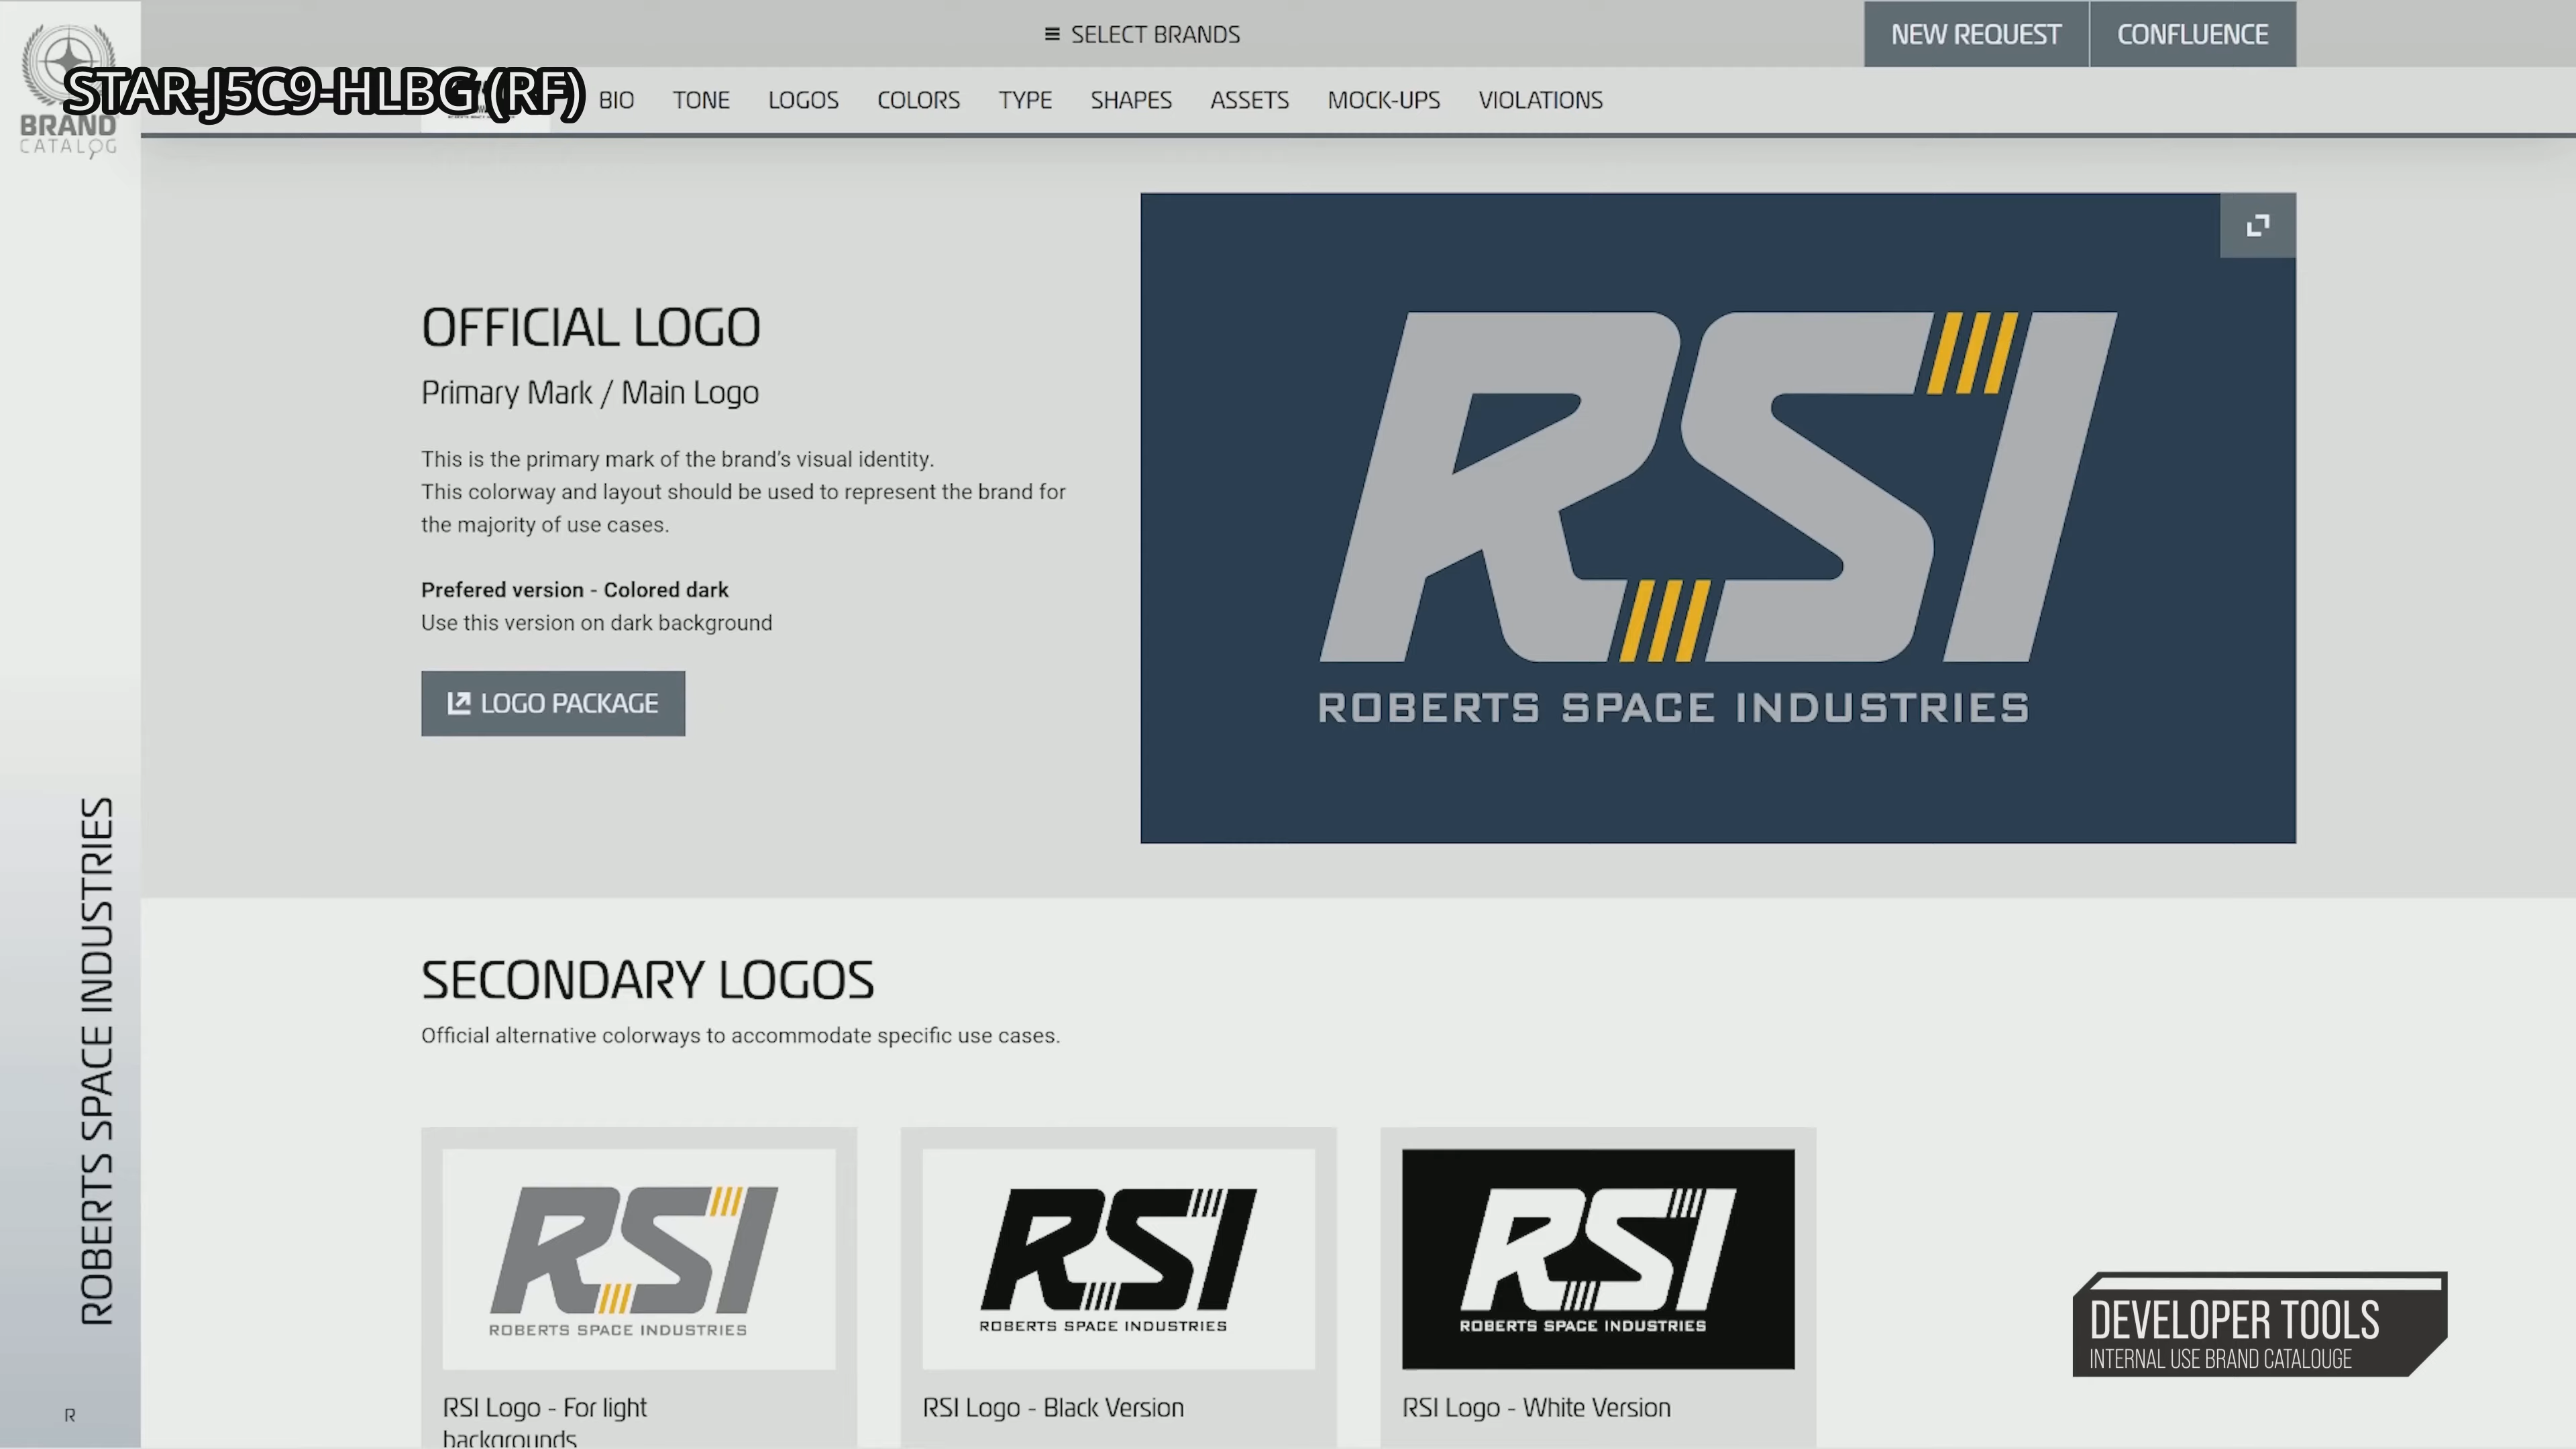 SELECT BRANDS
NEW REQUEST
CONFLUENCE
STAR-J5C9-HLBG (RF)
BRAND
CATALOG
BIO
TONE
LOGOS
COLORS
TYPE
SHAPES
ASSETS
MOCK-UPS
VIOLATIONS
OFFICIAL LOGO
Primary Mark / Main Logo
This is the primary mark of the brand's visual identity.
This colorway and layout should be used to represent the brand for
the majority of use cases.
Prefered version - Colored dark
Use this version on dark background
LOGO PACKAGE
RSI
ROBERTS SPACE INDUSTRIES
ROBERTS SPACE INDUSTRIES
R
SECONDARY LOGOS
Official alternative colorways to accommodate specific use cases.
RSI
ROBERTS SPACE INDUSTRIES
RSI Logo - For light
backgrounds
RSI
ROBERTS SPACE INDUSTRIES
RSI Logo - Black Version
RSI
ROBERTS SPACE INDUSTRIES
RSI Logo - White Version
DEVELOPER TOOLS
INTERNAL USE BRAND CATALOUGE